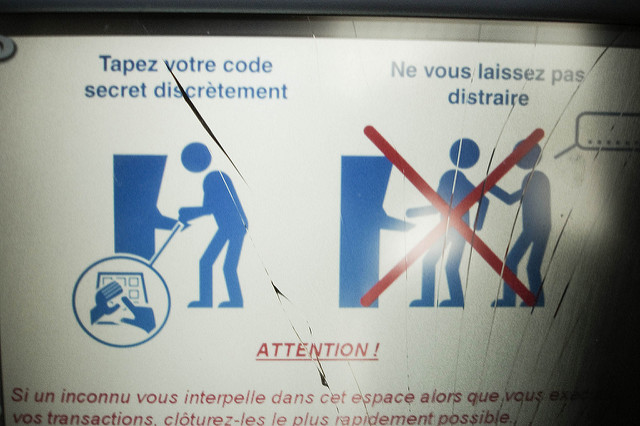 Tapez votre code
secret discrètement
Ne vous laissez pas
distraire
ATTENTION !
Si un inconnu vous interpelle dans cet espace alors que vous
vos transactions, clôturez-les le plus rapidement possible.